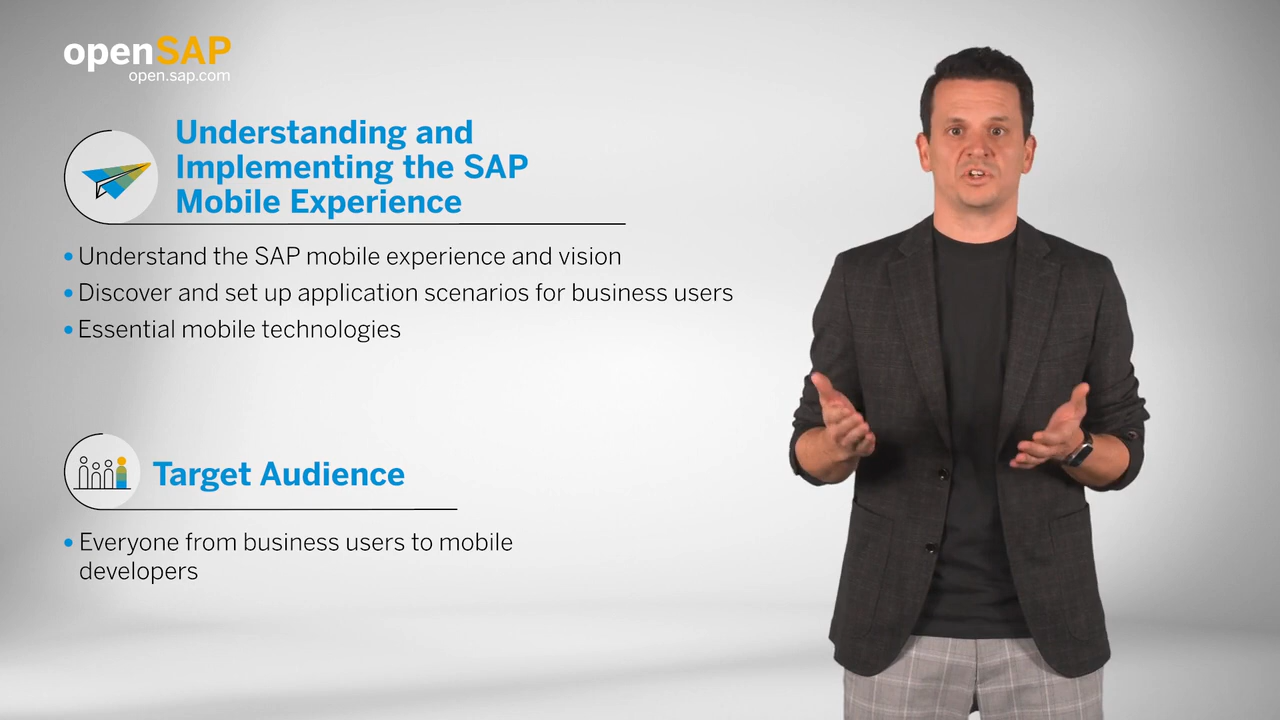 openSAP
open.sap.com
Understanding and
Implementing the SAP
Mobile Experience
• Understand the SAP mobile experience and vision
• Discover and set up application scenarios for business users
• Essential mobile technologies
Target Audience
• Everyone from business users to mobile
developers